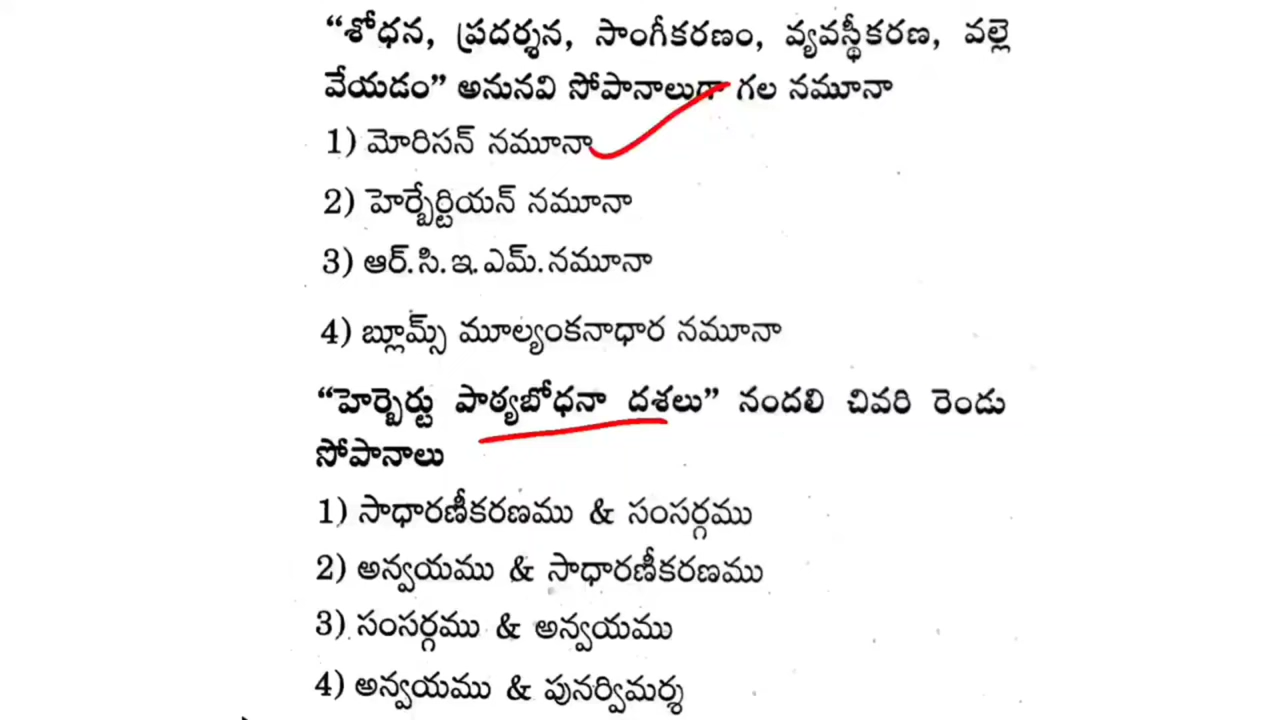 “శోధన, ప్రదర్శన, సాంగీకరణం, వ్యవస్థీకరణ, వల్లె
వేయడం” అనునవి సోపానాలుగా గల నమూనా
1) మోరిసన్ నమూనా
2) హెర్బేర్టియన్ నమూనా
3) ఆర్.సి.ఇ.ఎమ్.నమూనా
4) బ్లూమ్స్ మూల్యంకనాధార నమూనా
“హెర్బెర్టు పాఠ్యబోధనా దశలు” నందలి చివరి రెండు
సోపానాలు
1) సాధారణీకరణము & సంసర్గము
2) అన్వయము & సాధారణీకరణము
3) సంసర్గము & అన్వయము
4) అన్వయము & పునర్విమర్శ